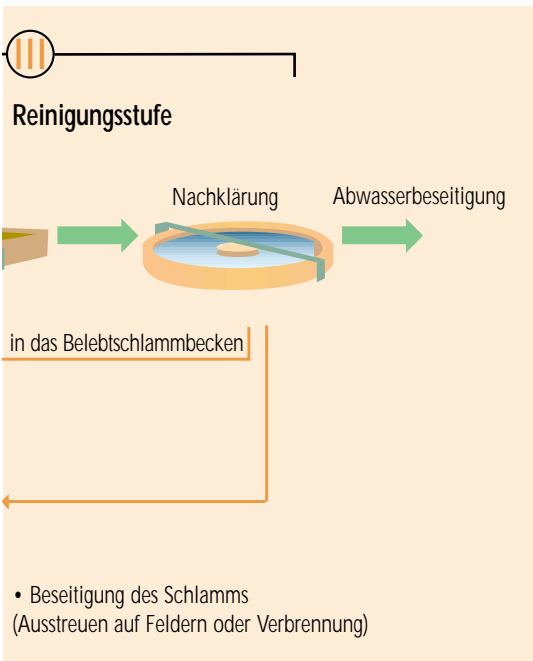 III
Reinigungsstufe
Nachklärung
Abwasserbeseitigung
in das Belebtschlammbecken
• Beseitigung des Schlamms
(Ausstreuen auf Feldern oder Verbrennung)